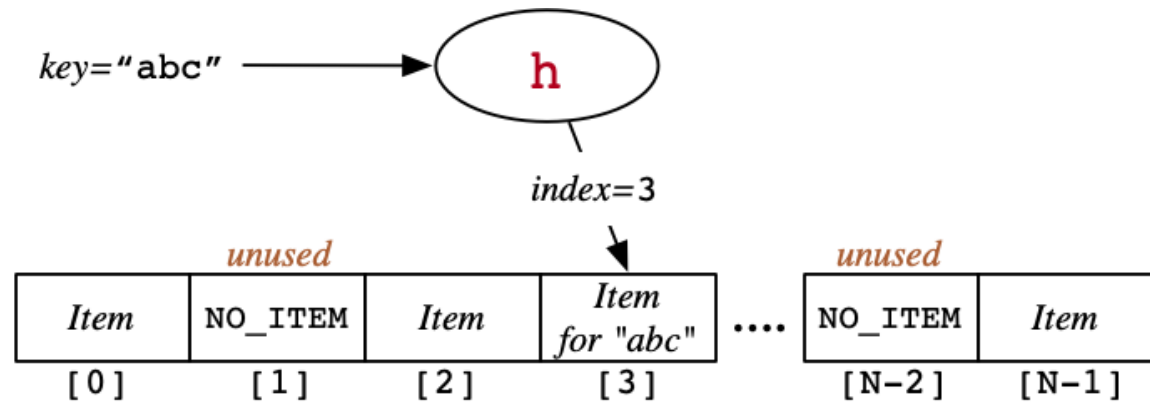 key="abc"
h
index=3
unused
unused
Item
NO_ITEM
Item
Item
for "abc"
....
NO_ITEM
Item
[0]
[1]
[2]
[3]
[N-2]
[N-1]